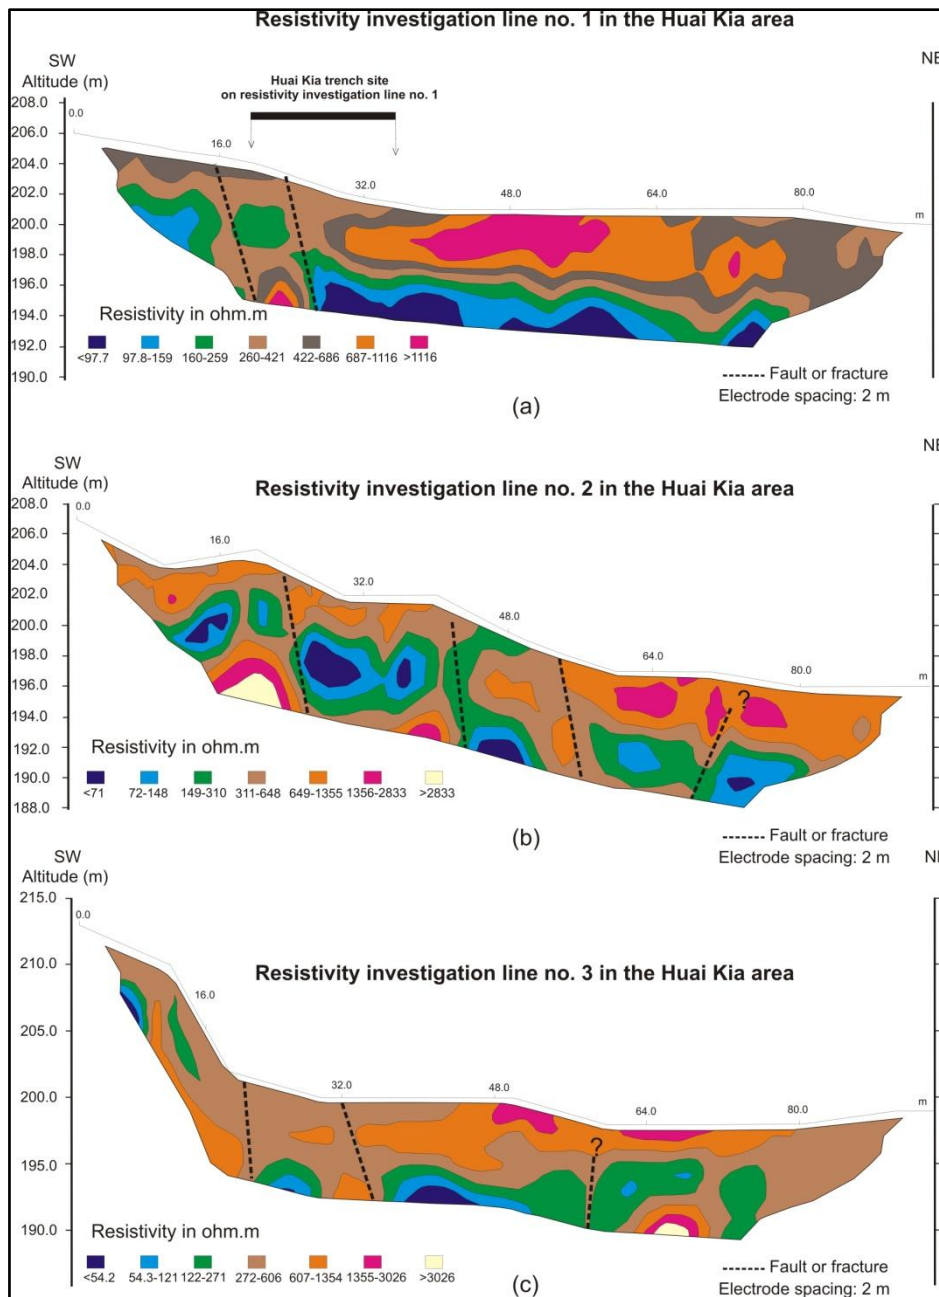 Resistivity investigation line no. 1 in the Huai Kia area
SW
Altitude (m)
NE
Huai Kia trench site
on resistivity investigation line no. 1
208.0
206.0
204.0
202.0
200.0
198.0
196.0
194.0
192.0
190.0
0.0
16.0
32.0
48.0
64.0
80.0
m
Resistivity in ohm.m
<97.7 97.8-159 160-259 260-421 422-686 687-1116 >1116
Fault or fracture
Electrode spacing: 2 m
(a)
SW
Altitude (m)
NE
Resistivity investigation line no. 2 in the Huai Kia area
208.0
206.0
204.0
202.0
200.0
198.0
196.0
194.0
192.0
190.0
188.0
0.0
16.0
32.0
48.0
64.0
80.0
m
?
Resistivity in ohm.m
<71 72-148 149-310 311-648 649-1355 1356-2833 >2833
Fault or fracture
Electrode spacing: 2 m
(b)
SW
Altitude (m)
NE
Resistivity investigation line no. 3 in the Huai Kia area
215.0
210.0
205.0
200.0
195.0
190.0
185.0
0.0
16.0
32.0
48.0
64.0
80.0
m
?
Resistivity in ohm.m
<54.2 54.3-121 122-271 272-606 607-1354 1355-3026 >3026
Fault or fracture
Electrode spacing: 2 m
(c)